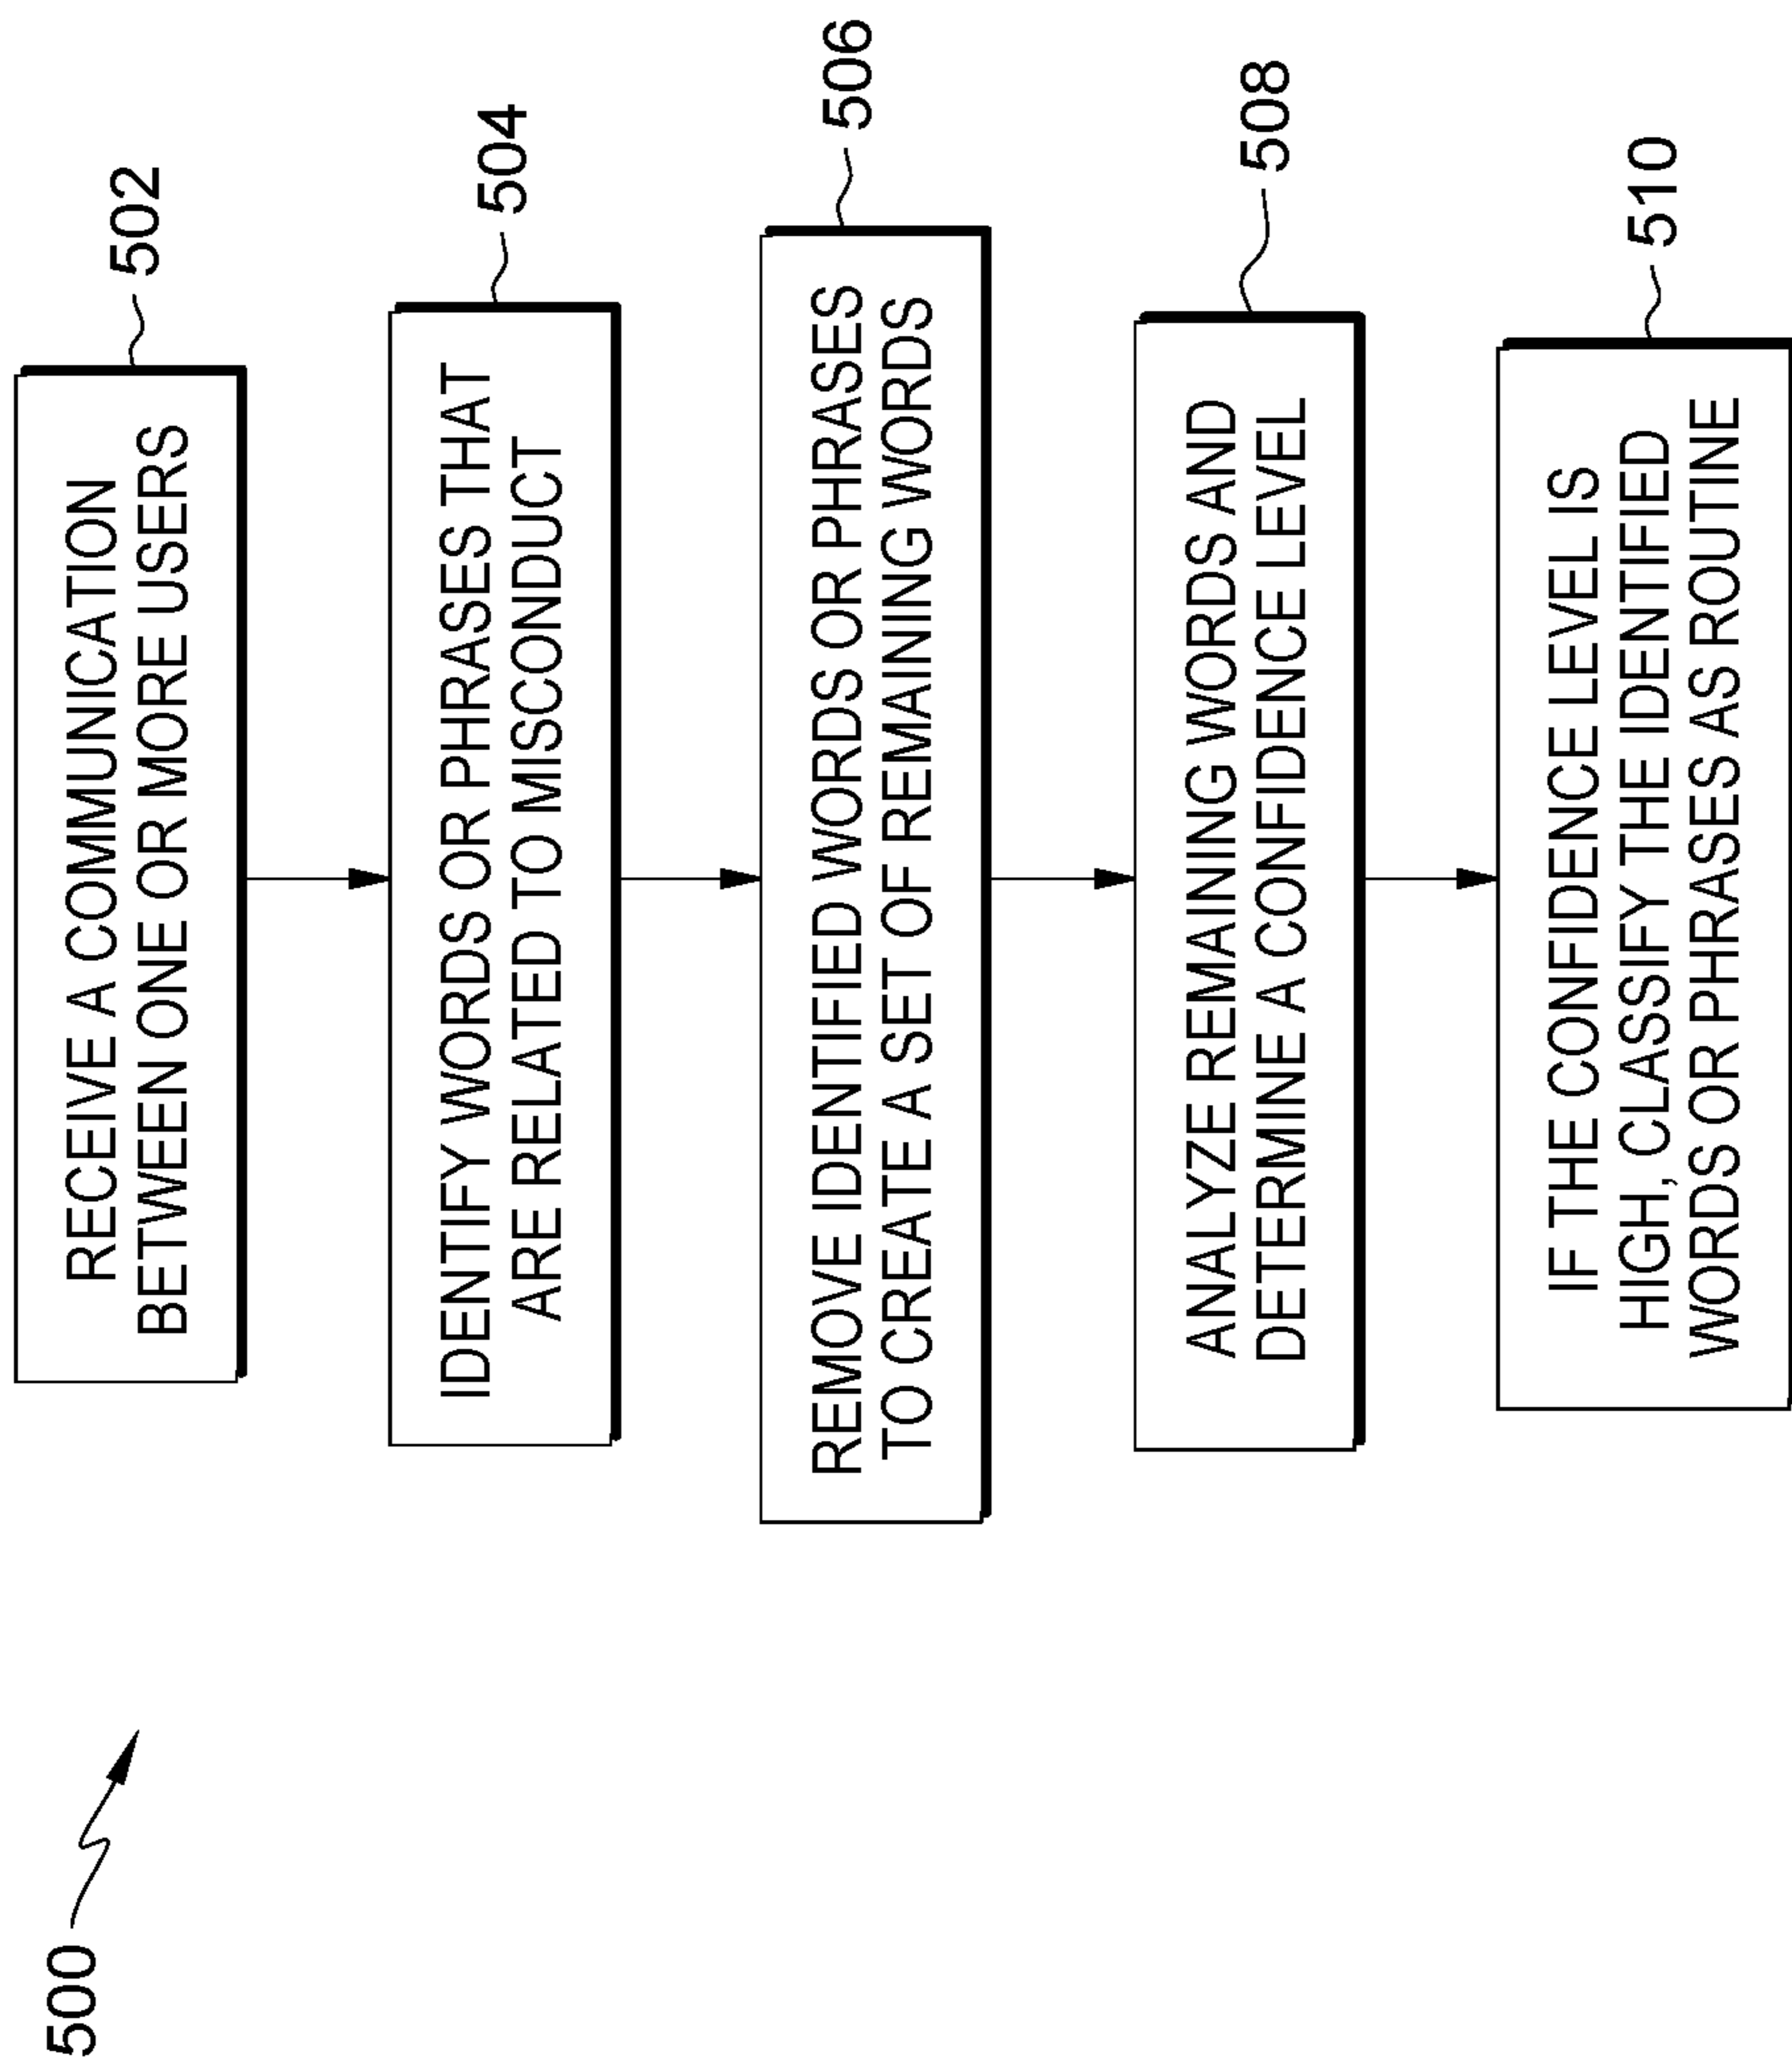 500
RECEIVE A COMMUNICATION
BETWEEN ONE OR MORE USERS
502
IDENTIFY WORDS OR PHRASES THAT
ARE RELATED TO MISCONDUCT
504
REMOVE IDENTIFIED WORDS OR PHRASES
TO CREATE A SET OF REMAINING WORDS
506
ANALYZE REMAINING WORDS AND
DETERMINE A CONFIDENCE LEVEL
508
IF THE CONFIDENCE LEVEL IS
HIGH, CLASSIFY THE IDENTIFIED
WORDS OR PHRASES AS ROUTINE
510